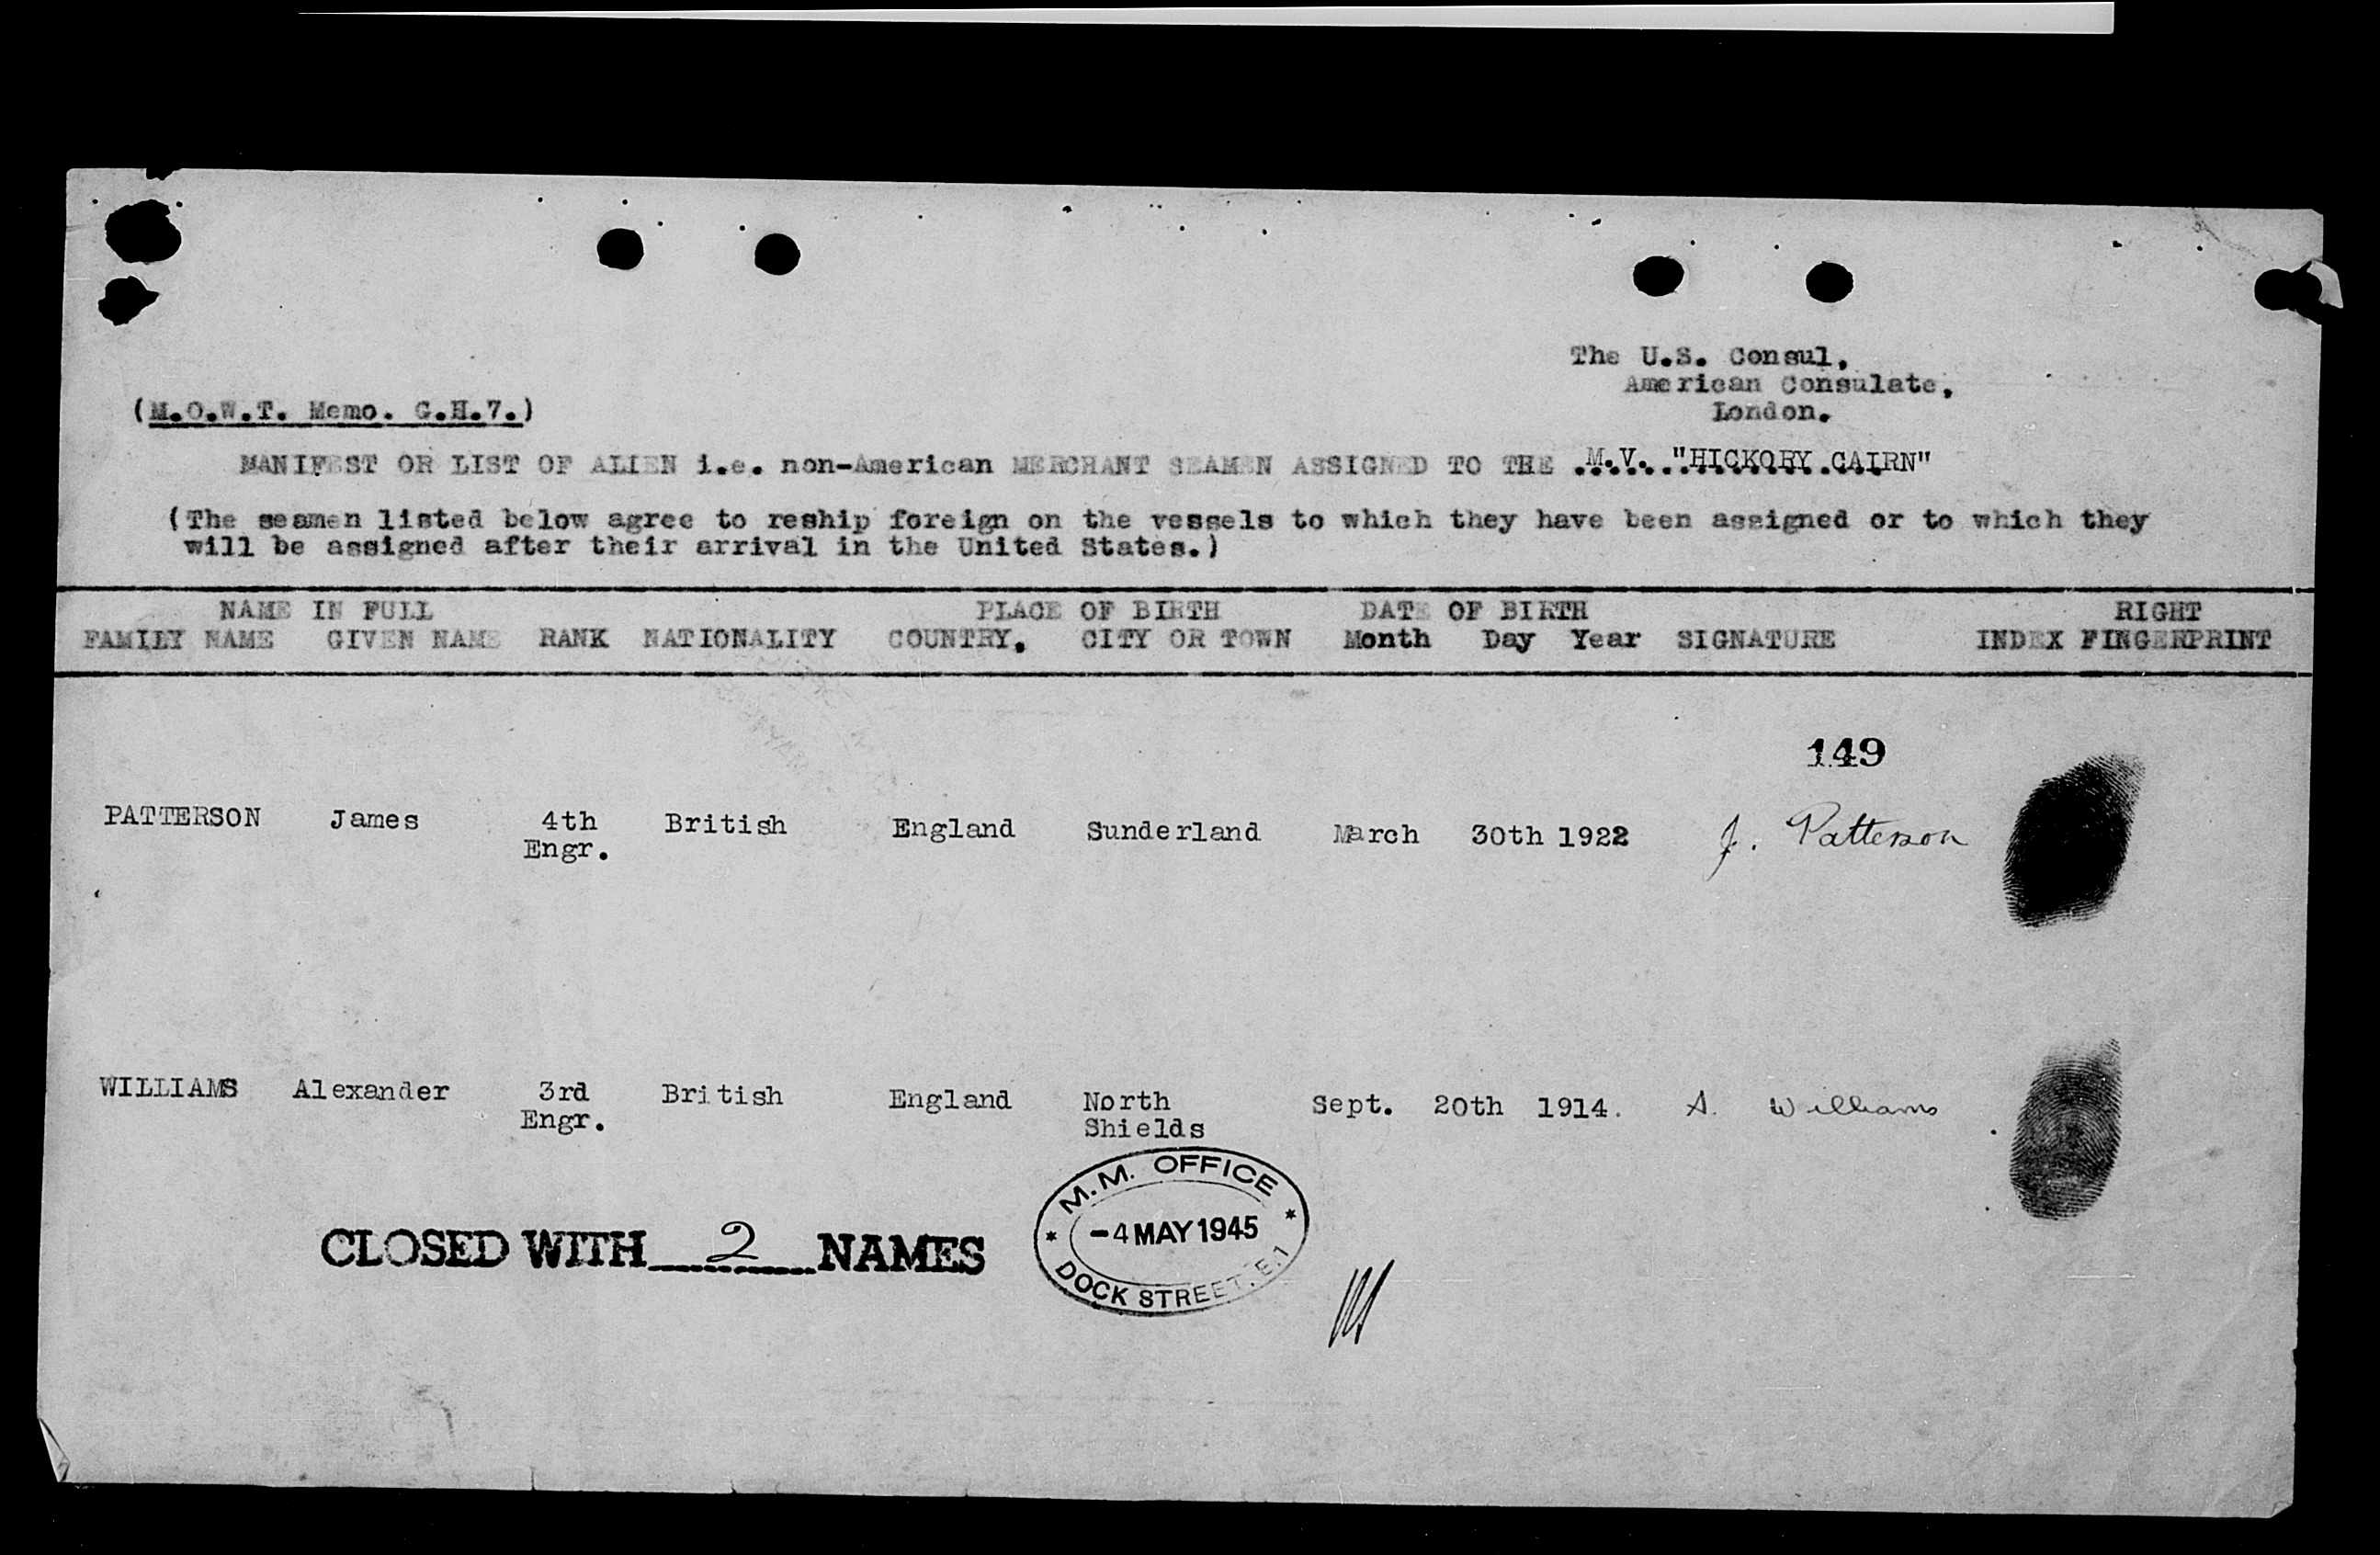 The U.S. Consul,
American Consulate,
London.
(M.O.W.T. Memo. G.H.7.)
MANIFEST OR LIST OF ALIEN i.e. non-American MERCHANT SEAMEN ASSIGNED TO THE M.V. "HICKORY CAIRN"
(The seamen listed below agree to reship foreign on the vessels to which they have been assigned or to which they
will be assigned after their arrival in the United States.)
NAME IN FULL PLACE OF BIRTH DATE OF BIRTH RIGHT
FAMILY NAME GIVEN NAME RANK NATIONALITY COUNTRY. CITY OR TOWN Month Day Year SIGNATURE INDEX FINGERPRINT
149
PATTERSON James 4th British England Sunderland March 30th 1922 J. Patterson
Engr.
WILLIAMS Alexander 3rd British England North Sept. 20th 1914. A. Williams
Engr. Shields
M.M. OFFICE
CLOSED WITH 2 NAMES
-4 MAY 1945
DOCK STREET. E.1